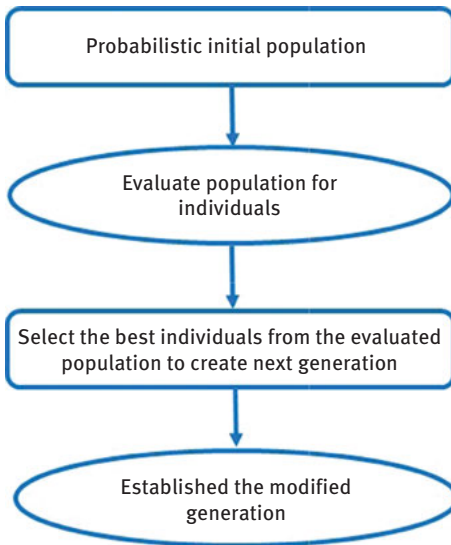 Probabilistic initial population
Evaluate population for
individuals
Select the best individuals from the evaluated
population to create next generation
Established the modified
generation